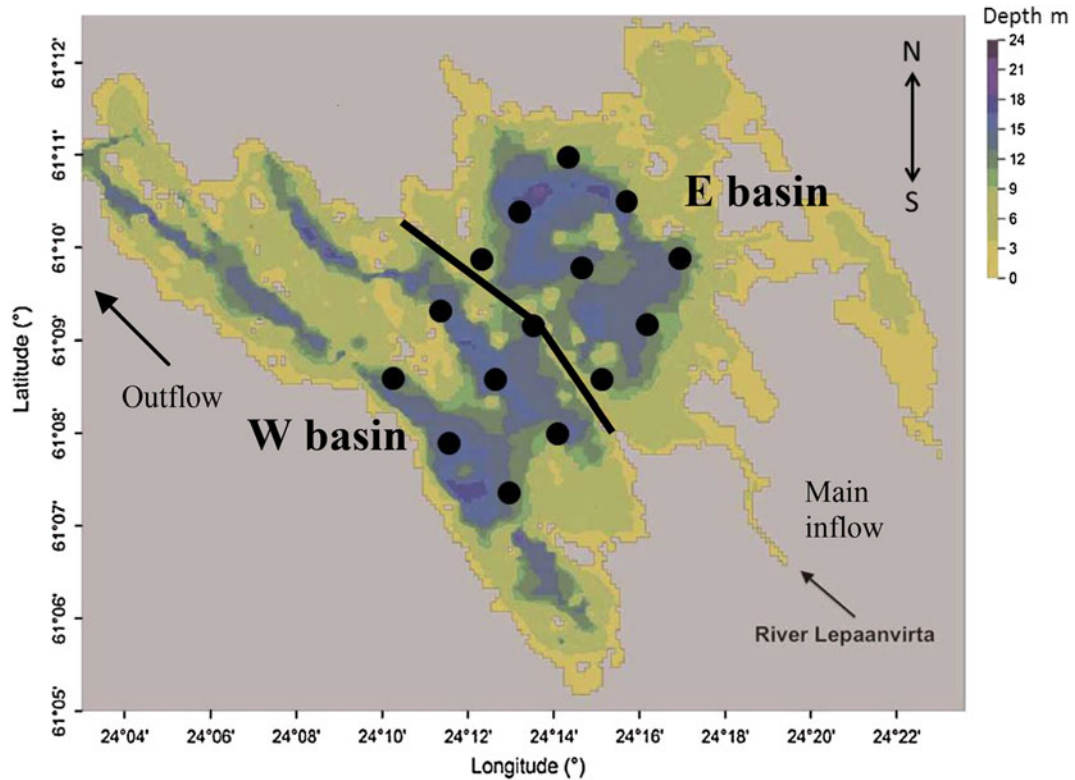 Depth m
24
21
18
15
12
9
6
3
0
N
S
E basin
W basin
Outflow
Main
inflow
River Lepaanvirta
Latitude (°)
61°12'
61°11'
61°10'
61°09'
61°08'
61°07'
61°06'
61°05'
24°04' 24°06' 24°08' 24°10' 24°12' 24°14' 24°16' 24°18' 24°20' 24°22'
Longitude (°)